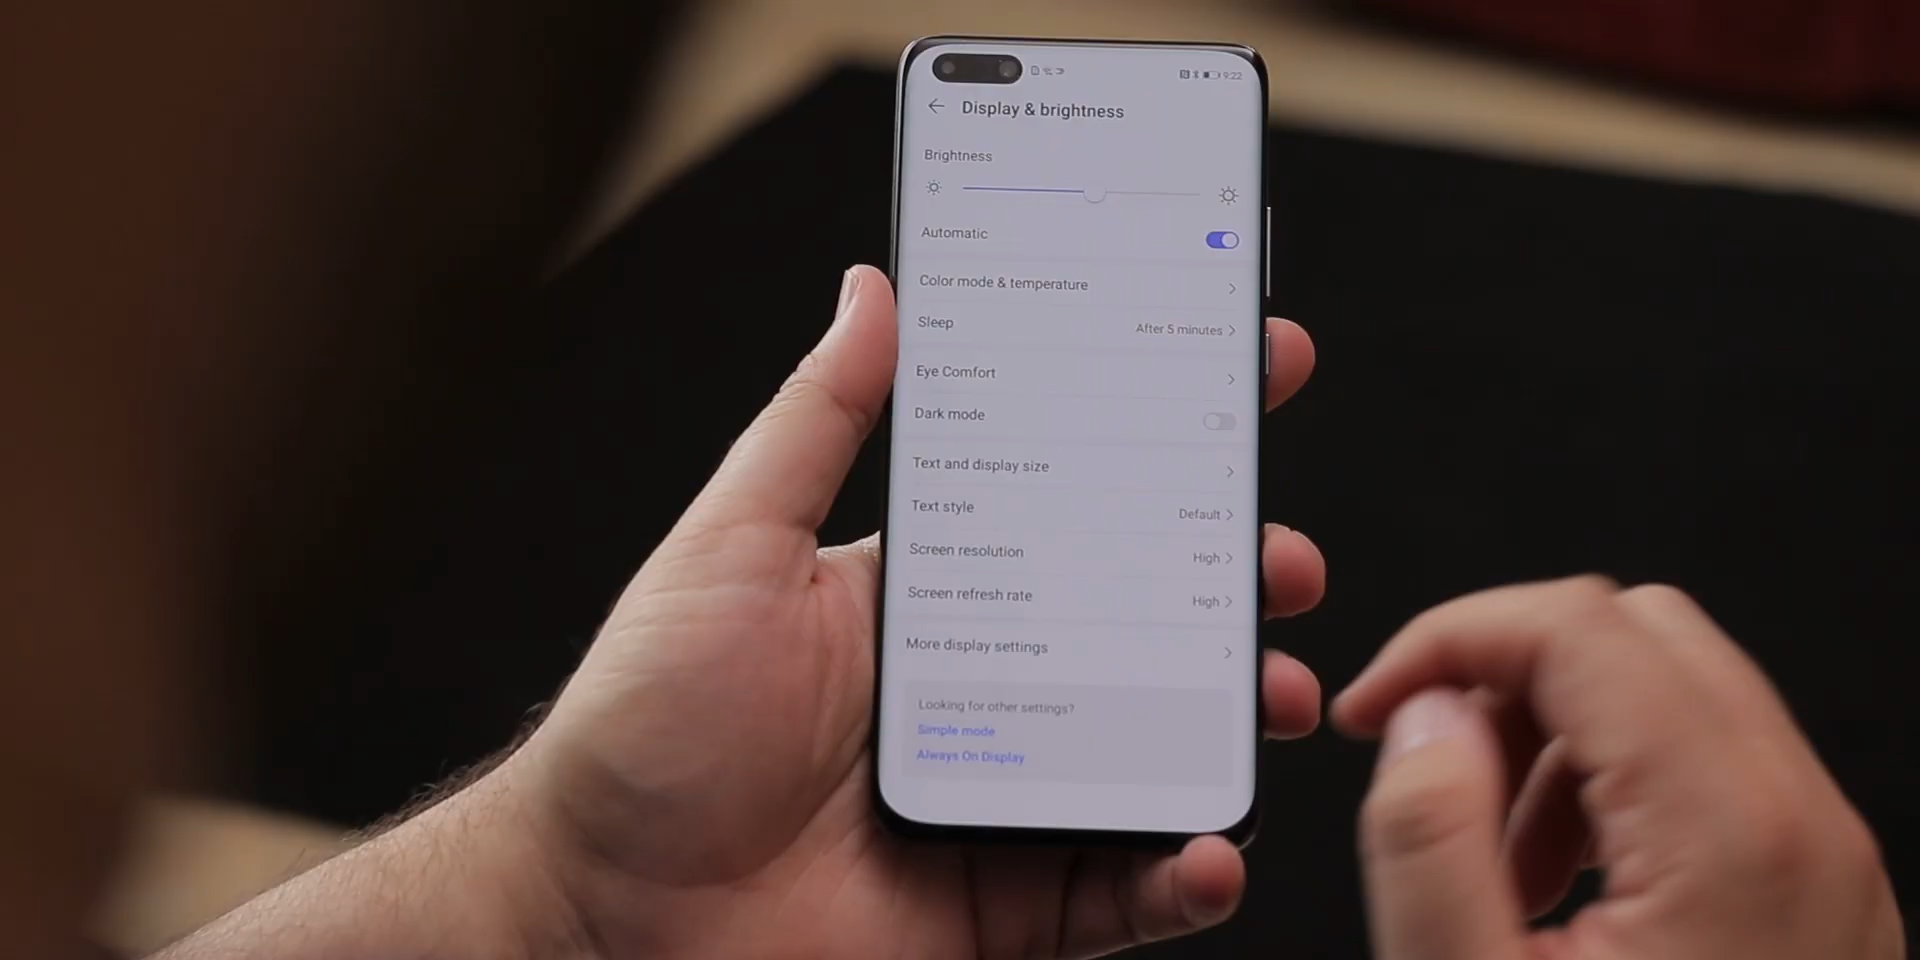 9:22
Display & brightness
Brightness
Automatic
Color mode & temperature
Sleep After 5 minutes
Eye Comfort
Dark mode
Text and display size
Text style Default
Screen resolution High
Screen refresh rate High
More display settings
Looking for other settings?
Simple mode
Always On Display